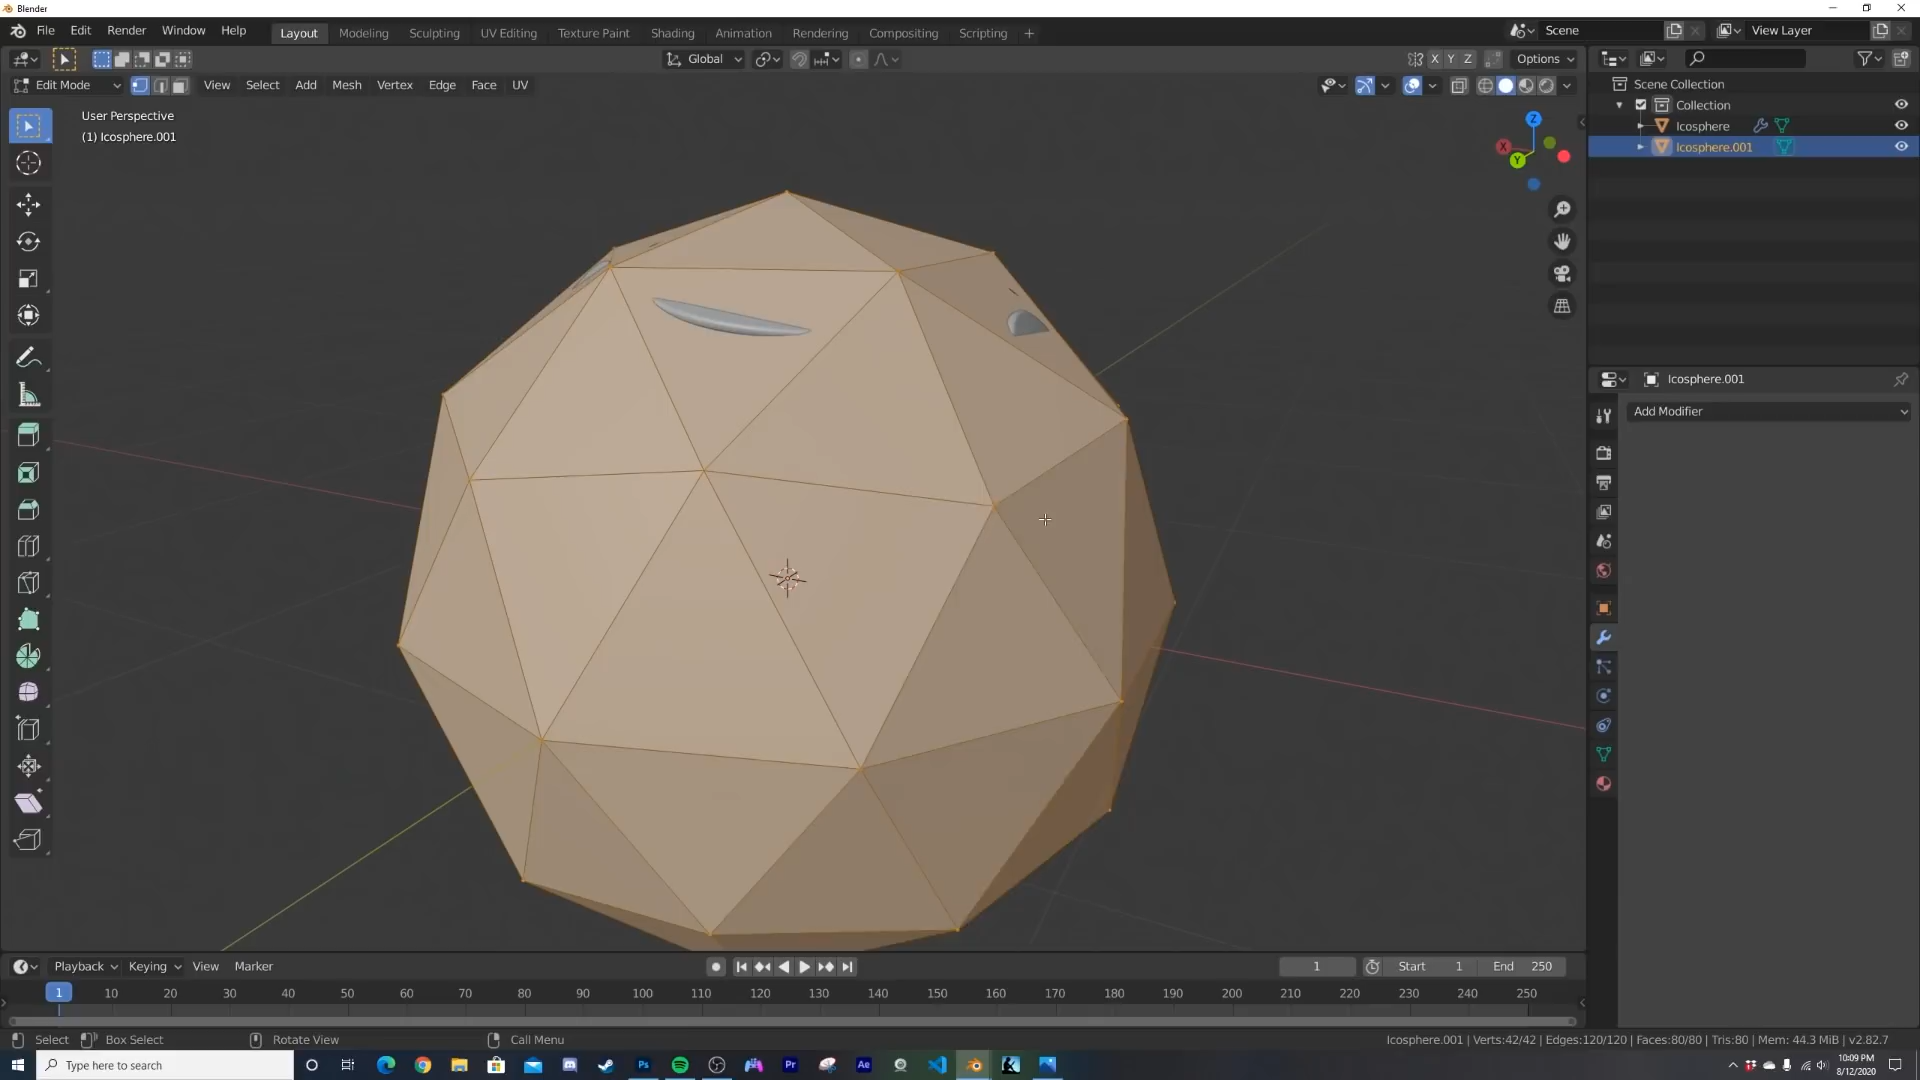 Blender
File Edit Render Window Help Layout Modeling Sculpting UV Editing Texture Paint Shading Animation Rendering Compositing Scripting + Scene View Layer
Global X Y Z Options
Edit Mode View Select Add Mesh Vertex Edge Face UV
Scene Collection
Collection
Icosphere
Icosphere.001
User Perspective
(1) Icosphere.001
Z
X
Y
Icosphere.001
Add Modifier
Playback Keying View Marker 1 Start 1 End 250
1 10 20 30 40 50 60 70 80 90 100 110 120 130 140 150 160 170 180 190 200 210 220 230 240 250
Select Box Select Rotate View Call Menu Icosphere.001 | Verts:42/42 | Edges:120/120 | Faces:80/80 | Tris:80 | Mem: 44.3 MiB | v2.82.7
Type here to search Ps Pr Ae
10:09 PM
8/12/2020